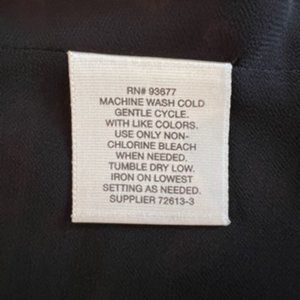 RN# 93677
MACHINE WASH COLD
GENTLE CYCLE.
WITH LIKE COLORS.
USE ONLY NON-
CHLORINE BLEACH
WHEN NEEDED.
TUMBLE DRY LOW.
IRON ON LOWEST
SETTING AS NEEDED.
SUPPLIER 72613-3